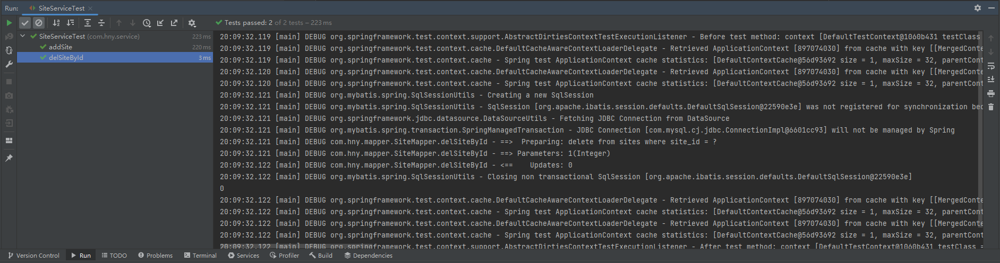 Run: SiteServiceTest
Tests passed: 2 of 2 tests – 223 ms
SiteServiceTest (com.hny.service) 223 ms
addSite 220 ms
delSiteById 3 ms
20:09:32.119 [main] DEBUG org.springframework.test.context.support.AbstractDirtiesContextTestExecutionListener - Before test method: context [DefaultTestContext@1060b431 testClass
20:09:32.119 [main] DEBUG org.springframework.test.context.cache.DefaultCacheAwareContextLoaderDelegate - Retrieved ApplicationContext [897074030] from cache with key [[MergedConte
20:09:32.119 [main] DEBUG org.springframework.test.context.cache - Spring test ApplicationContext cache statistics: [DefaultContextCache@56d93692 size = 1, maxSize = 32, parentCont
20:09:32.120 [main] DEBUG org.springframework.test.context.cache.DefaultCacheAwareContextLoaderDelegate - Retrieved ApplicationContext [897074030] from cache with key [[MergedConte
20:09:32.120 [main] DEBUG org.springframework.test.context.cache - Spring test ApplicationContext cache statistics: [DefaultContextCache@56d93692 size = 1, maxSize = 32, parentCont
20:09:32.121 [main] DEBUG org.mybatis.spring.SqlSessionUtils - Creating a new SqlSession
20:09:32.121 [main] DEBUG org.mybatis.spring.SqlSessionUtils - SqlSession [org.apache.ibatis.session.defaults.DefaultSqlSession@22590e3e] was not registered for synchronization bec
20:09:32.121 [main] DEBUG org.springframework.jdbc.datasource.DataSourceUtils - Fetching JDBC Connection from DataSource
20:09:32.121 [main] DEBUG org.mybatis.spring.transaction.SpringManagedTransaction - JDBC Connection [com.mysql.cj.jdbc.ConnectionImpl@6601cc93] will not be managed by Spring
20:09:32.121 [main] DEBUG com.hny.mapper.SiteMapper.delSiteById - ==>  Preparing: delete from sites where site_id = ?
20:09:32.121 [main] DEBUG com.hny.mapper.SiteMapper.delSiteById - ==> Parameters: 1(Integer)
20:09:32.122 [main] DEBUG com.hny.mapper.SiteMapper.delSiteById - <==    Updates: 0
20:09:32.122 [main] DEBUG org.mybatis.spring.SqlSessionUtils - Closing non transactional SqlSession [org.apache.ibatis.session.defaults.DefaultSqlSession@22590e3e]
0
20:09:32.122 [main] DEBUG org.springframework.test.context.cache.DefaultCacheAwareContextLoaderDelegate - Retrieved ApplicationContext [897074030] from cache with key [[MergedConte
20:09:32.122 [main] DEBUG org.springframework.test.context.cache - Spring test ApplicationContext cache statistics: [DefaultContextCache@56d93692 size = 1, maxSize = 32, parentCont
20:09:32.122 [main] DEBUG org.springframework.test.context.cache.DefaultCacheAwareContextLoaderDelegate - Retrieved ApplicationContext [897074030] from cache with key [[MergedConte
20:09:32.122 [main] DEBUG org.springframework.test.context.cache - Spring test ApplicationContext cache statistics: [DefaultContextCache@56d93692 size = 1, maxSize = 32, parentCont
20:09:32.122 [main] DEBUG org.springframework.test.context.support.AbstractDirtiesContextTestExecutionListener - After test method: context [DefaultTestContext@1060b431 testClass =
Version Control Run TODO Problems Terminal Services Profiler Build Dependencies